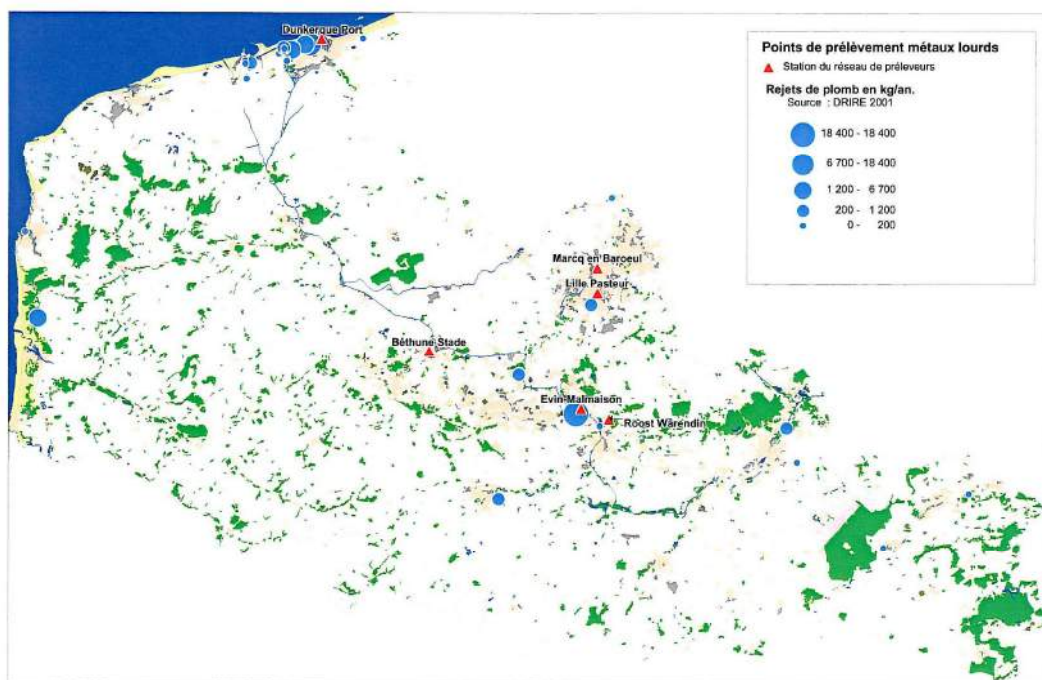 Dunkerque Port
Points de prélèvement métaux lourds
Station du réseau de préleveurs
Rejets de plomb en kg/an.
Source : DRIRE 2001
18 400 - 18 400
6 700 - 18 400
1 200 - 6 700
200 - 1 200
0 - 200
Marcq en Baroeul
Lille Pasteur
Béthune Stade
Evin-Malmaison
Roost Warendin